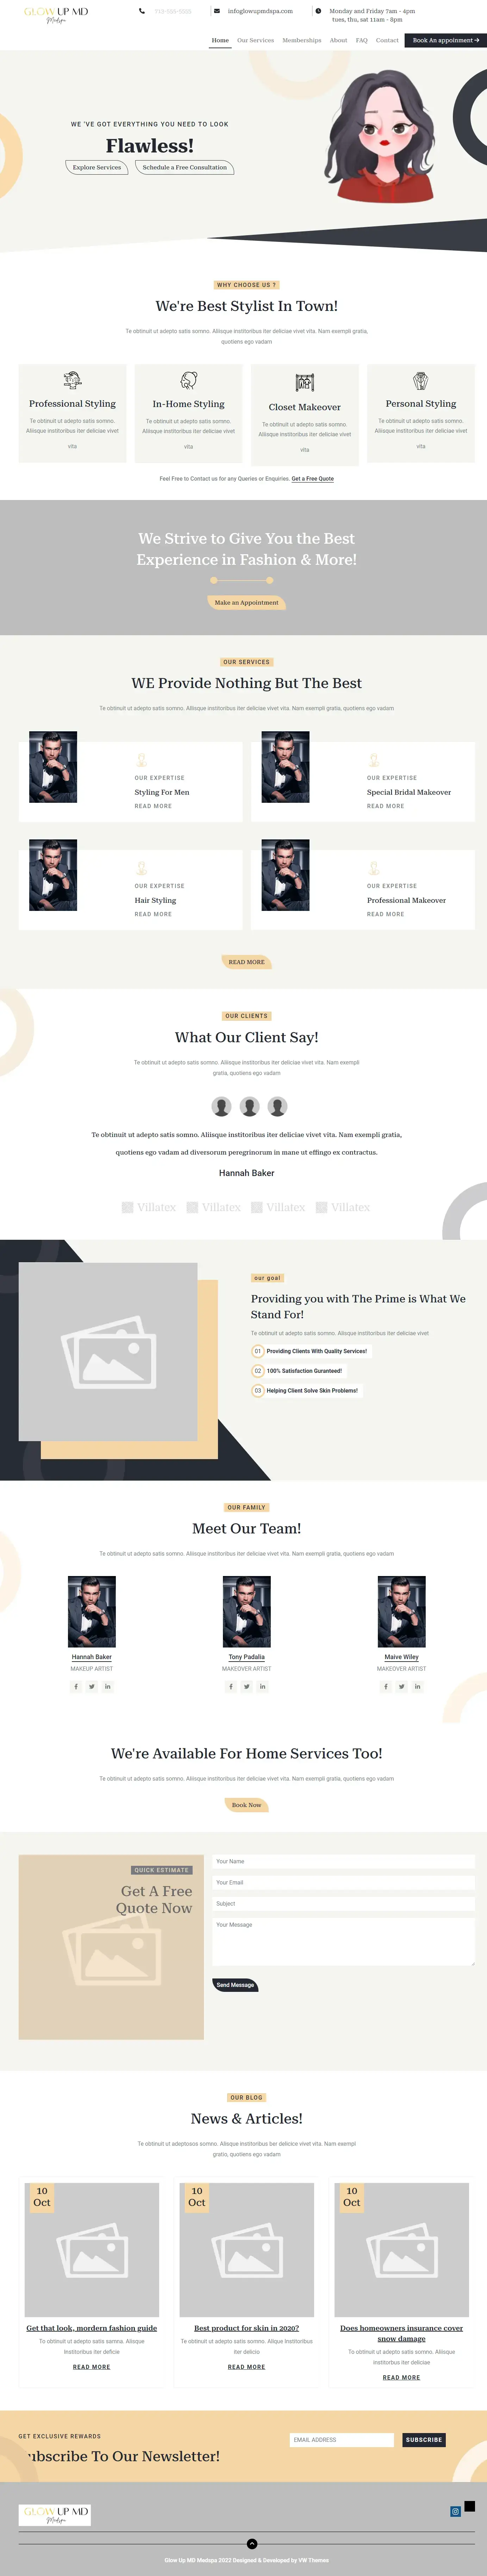 GLOW UP MD
Medspa
infoglowupmdspa.com
Monday and Friday 7am - 4pm
tues, thu, sat 11am - 8pm
Home
Our Services
Memberships
About
FAQ
Contact
Book An appoinment
WE 'VE GOT EVERYTHING YOU NEED TO LOOK
Flawless!
Explore Services
Schedule a Free Consultation
WHY CHOOSE US ?
We're Best Stylist In Town!
Te obtinuit ut adepto satis somno. Aliisque institoribus iter deliciae vivet vita. Nam exempli gratia,
quotiens ego vadam
Professional Styling
Te obtinuit ut adepto satis somno.
Aliisque institoribus iter deliciae vivet
vita
In-Home Styling
Te obtinuit ut adepto satis somno.
Aliisque institoribus iter deliciae vivet
vita
Closet Makeover
Te obtinuit ut adepto satis somno.
Aliisque institoribus iter deliciae vivet
vita
Personal Styling
Te obtinuit ut adepto satis somno.
Aliisque institoribus iter deliciae vivet
vita
Feel Free to Contact us for any Queries or Enquiries. Get a Free Quote
We Strive to Give You the Best
Experience in Fashion & More!
Make an Appointment
OUR SERVICES
WE Provide Nothing But The Best
Te obtinuit ut adepto satis somno. Aliisque institoribus iter deliciae vivet vita. Nam exempli gratia, quotiens ego vadam
OUR EXPERTISE
Styling For Men
READ MORE
OUR EXPERTISE
Special Bridal Makeover
READ MORE
OUR EXPERTISE
Hair Styling
READ MORE
OUR EXPERTISE
Professional Makeover
READ MORE
READ MORE
OUR CLIENTS
What Our Client Say!
Te obtinuit ut adepto satis somno. Aliisque institoribus iter deliciae vivet vita. Nam exempli
gratia, quotiens ego vadam
Te obtinuit ut adepto satis somno. Aliisque institoribus iter deliciae vivet vita. Nam exempli gratia,
quotiens ego vadam ad diversorum peregrinorum in mane ut effingo ex contractus.
Hannah Baker
Villatex
Villatex
Villatex
Villatex
our goal
Providing you with The Prime is What We
Stand For!
Te obtinuit ut adepto satis somno. Aliisque institoribus iter deliciae vivet
01 Providing Clients With Quality Services!
02 100% Satisfaction Guranteed!
03 Helping Client Solve Skin Problems!
OUR FAMILY
Meet Our Team!
Te obtinuit ut adepto satis somno. Aliisque institoribus iter deliciae vivet vita. Nam exempli gratia, quotiens ego vadam
Hannah Baker
MAKEUP ARTIST
Tony Padalia
MAKEOVER ARTIST
Maive Wiley
MAKEOVER ARTIST
We're Available For Home Services Too!
Te obtinuit ut adepto satis somno. Aliisque institoribus iter deliciae vivet vita. Nam exempli gratia, quotiens ego vadam
Book Now
QUICK ESTIMATE
Get A Free
Quote Now
Your Name
Your Email
Subject
Your Message
Send Message
OUR BLOG
News & Articles!
Te obtinuit ut adeptoans somno. Aliisque institoribus ber delicice vivet vita. Nam exempl
gratio, quotiens ego vadam
10
Oct
Get that look, mordern fashion guide
To obtinuit ut adepto satis samna. Alisque
Institoribus iter deficie
READ MORE
10
Oct
Best product for skin in 2020?
Te obtinuit ut adepto satis somno. Alique Institoribus
iter delicio
READ MORE
10
Oct
Does homeowners insurance cover
snow damage
To obtinuit ut adepto satis somno. Aliisque
institorbus iter deliciae
READ MORE
GET EXCLUSIVE REWARDS
ubscribe To Our Newsletter!
EMAIL ADDRESS
SUBSCRIBE
GLOW UP MD
Medspa
Glow Up MD Medspa 2022 Designed & Developed by VW Themes